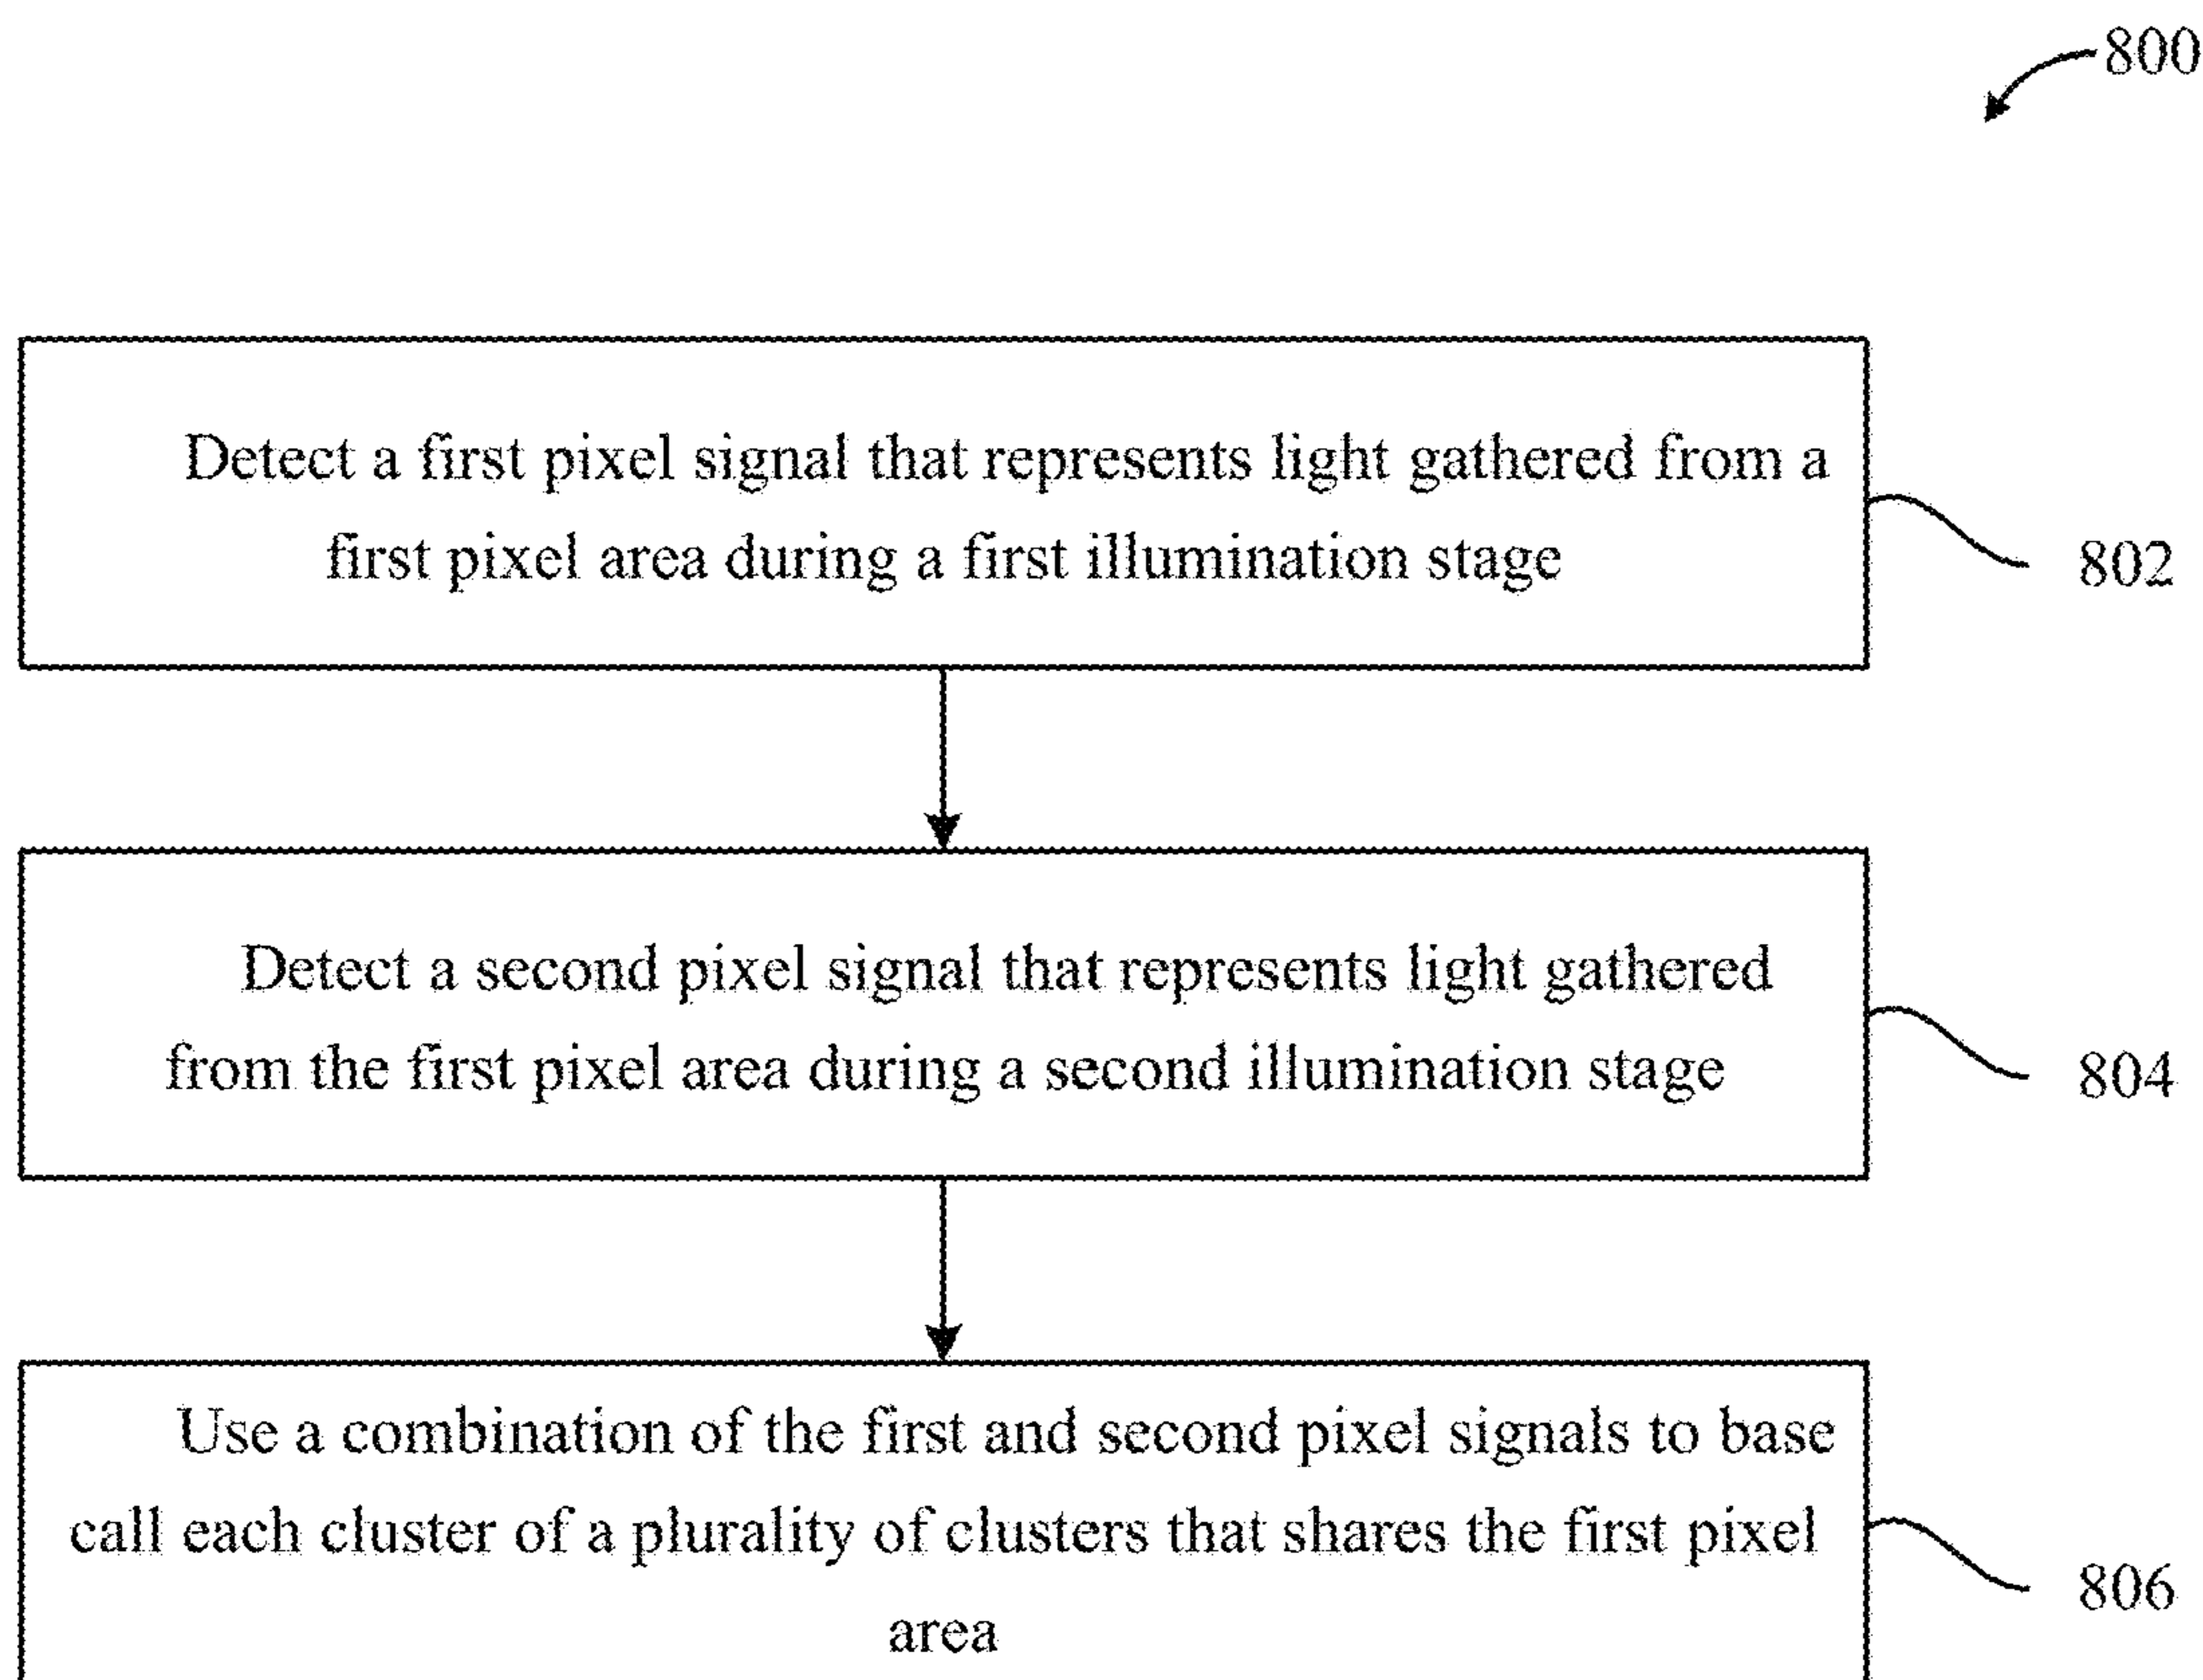 800
Detect a first pixel signal that represents light gathered from a
first pixel area during a first illumination stage
802
Detect a second pixel signal that represents light gathered
from the first pixel area during a second illumination stage
804
Use a combination of the first and second pixel signals to base
call each cluster of a plurality of clusters that shares the first pixel
area
806